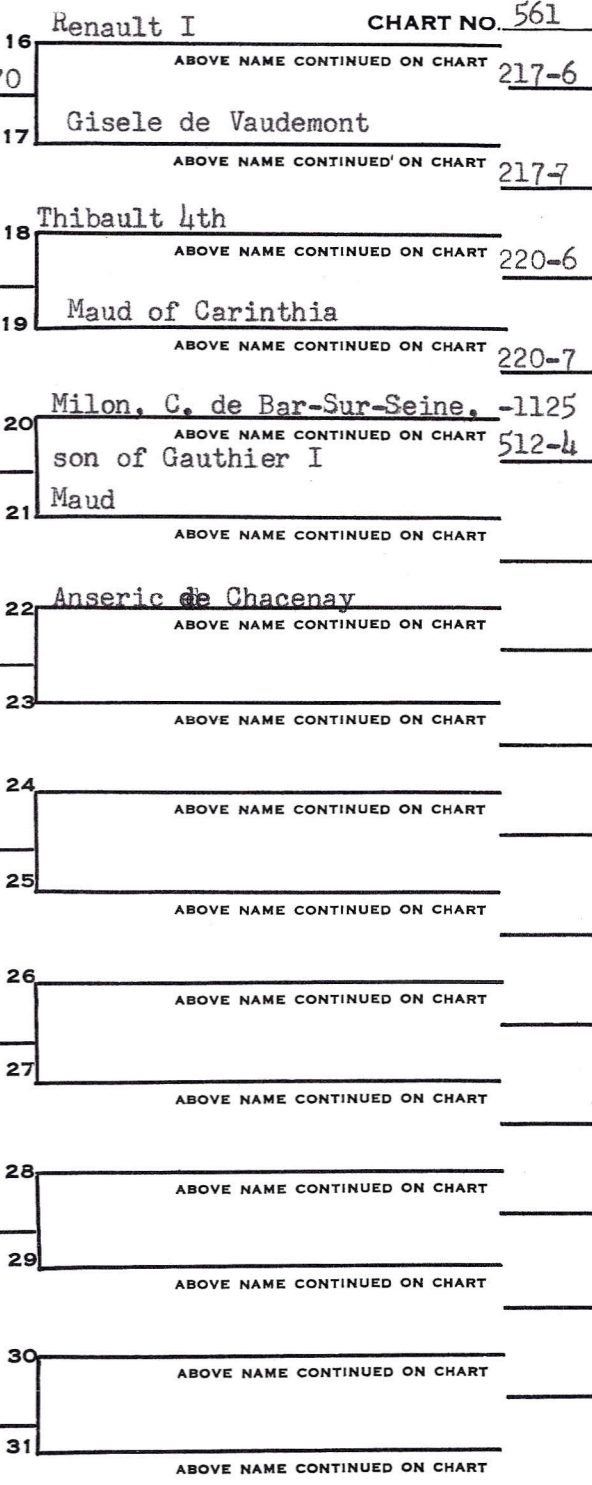 Renault I CHART NO. 561
16
ABOVE NAME CONTINUED ON CHART 217-6
Gisele de Vaudemont
17
ABOVE NAME CONTINUED ON CHART 217-7
Thibault 4th
18
ABOVE NAME CONTINUED ON CHART 220-6
Maud of Carinthia
19
ABOVE NAME CONTINUED ON CHART 220-7
Milon, C. de Bar-Sur-Seine, -1125
20
ABOVE NAME CONTINUED ON CHART 512-4
son of Gauthier I
Maud
21
ABOVE NAME CONTINUED ON CHART
Anseric de Chacenay
22
ABOVE NAME CONTINUED ON CHART
23
ABOVE NAME CONTINUED ON CHART
24
ABOVE NAME CONTINUED ON CHART
25
ABOVE NAME CONTINUED ON CHART
26
ABOVE NAME CONTINUED ON CHART
27
ABOVE NAME CONTINUED ON CHART
28
ABOVE NAME CONTINUED ON CHART
29
ABOVE NAME CONTINUED ON CHART
30
ABOVE NAME CONTINUED ON CHART
31
ABOVE NAME CONTINUED ON CHART